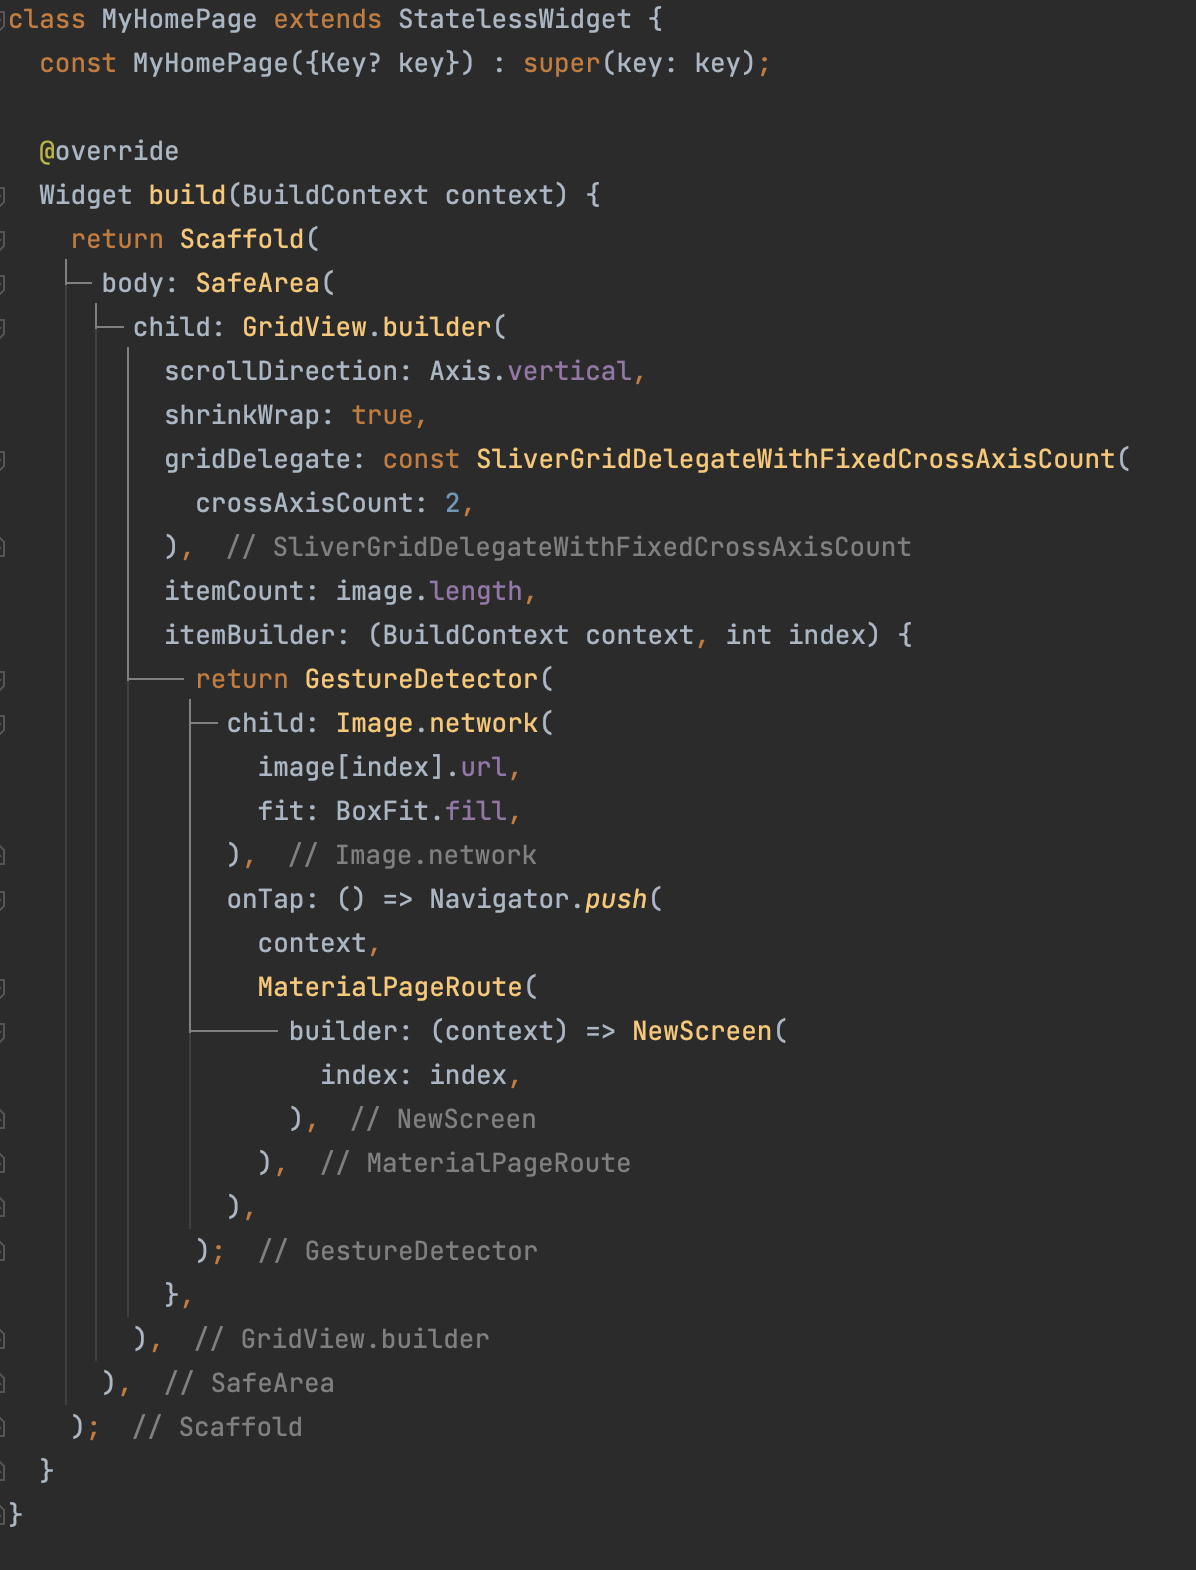 class MyHomePage extends StatelessWidget {
  const MyHomePage({Key? key}) : super(key: key);

  @override
  Widget build(BuildContext context) {
    return Scaffold(
      body: SafeArea(
        child: GridView.builder(
          scrollDirection: Axis.vertical,
          shrinkWrap: true,
          gridDelegate: const SliverGridDelegateWithFixedCrossAxisCount(
            crossAxisCount: 2,
          ),  // SliverGridDelegateWithFixedCrossAxisCount
          itemCount: image.length,
          itemBuilder: (BuildContext context, int index) {
            return GestureDetector(
              child: Image.network(
                image[index].url,
                fit: BoxFit.fill,
              ),  // Image.network
              onTap: () => Navigator.push(
                context,
                MaterialPageRoute(
                  builder: (context) => NewScreen(
                    index: index,
                  ),  // NewScreen
                ),  // MaterialPageRoute
              ),
            );  // GestureDetector
          },
        ),  // GridView.builder
      ),  // SafeArea
    );  // Scaffold
  }
}